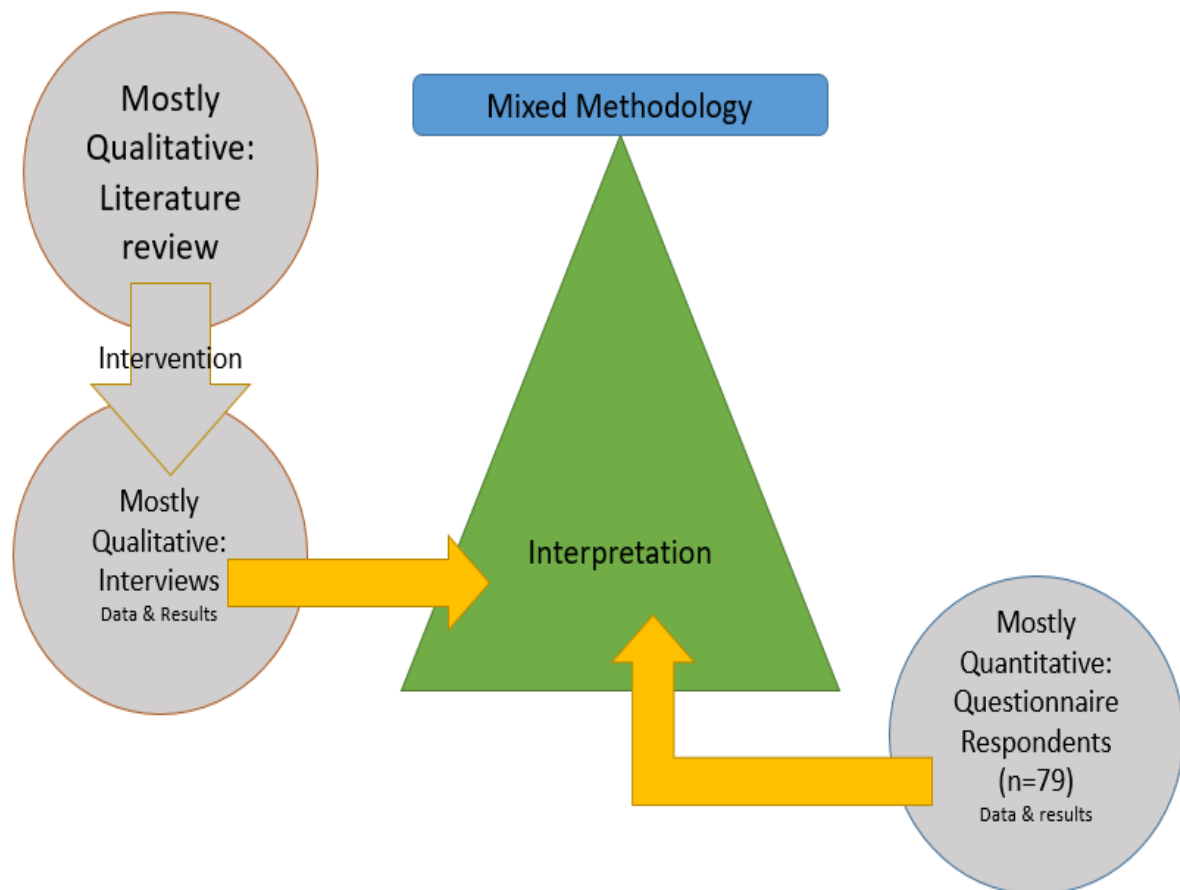 Mostly
Qualitative:
Literature
review
Mixed Methodology
Intervention
Mostly
Qualitative:
Interviews
Data & Results
Interpretation
Mostly
Quantitative:
Questionnaire
Respondents
(n=79)
Data & results